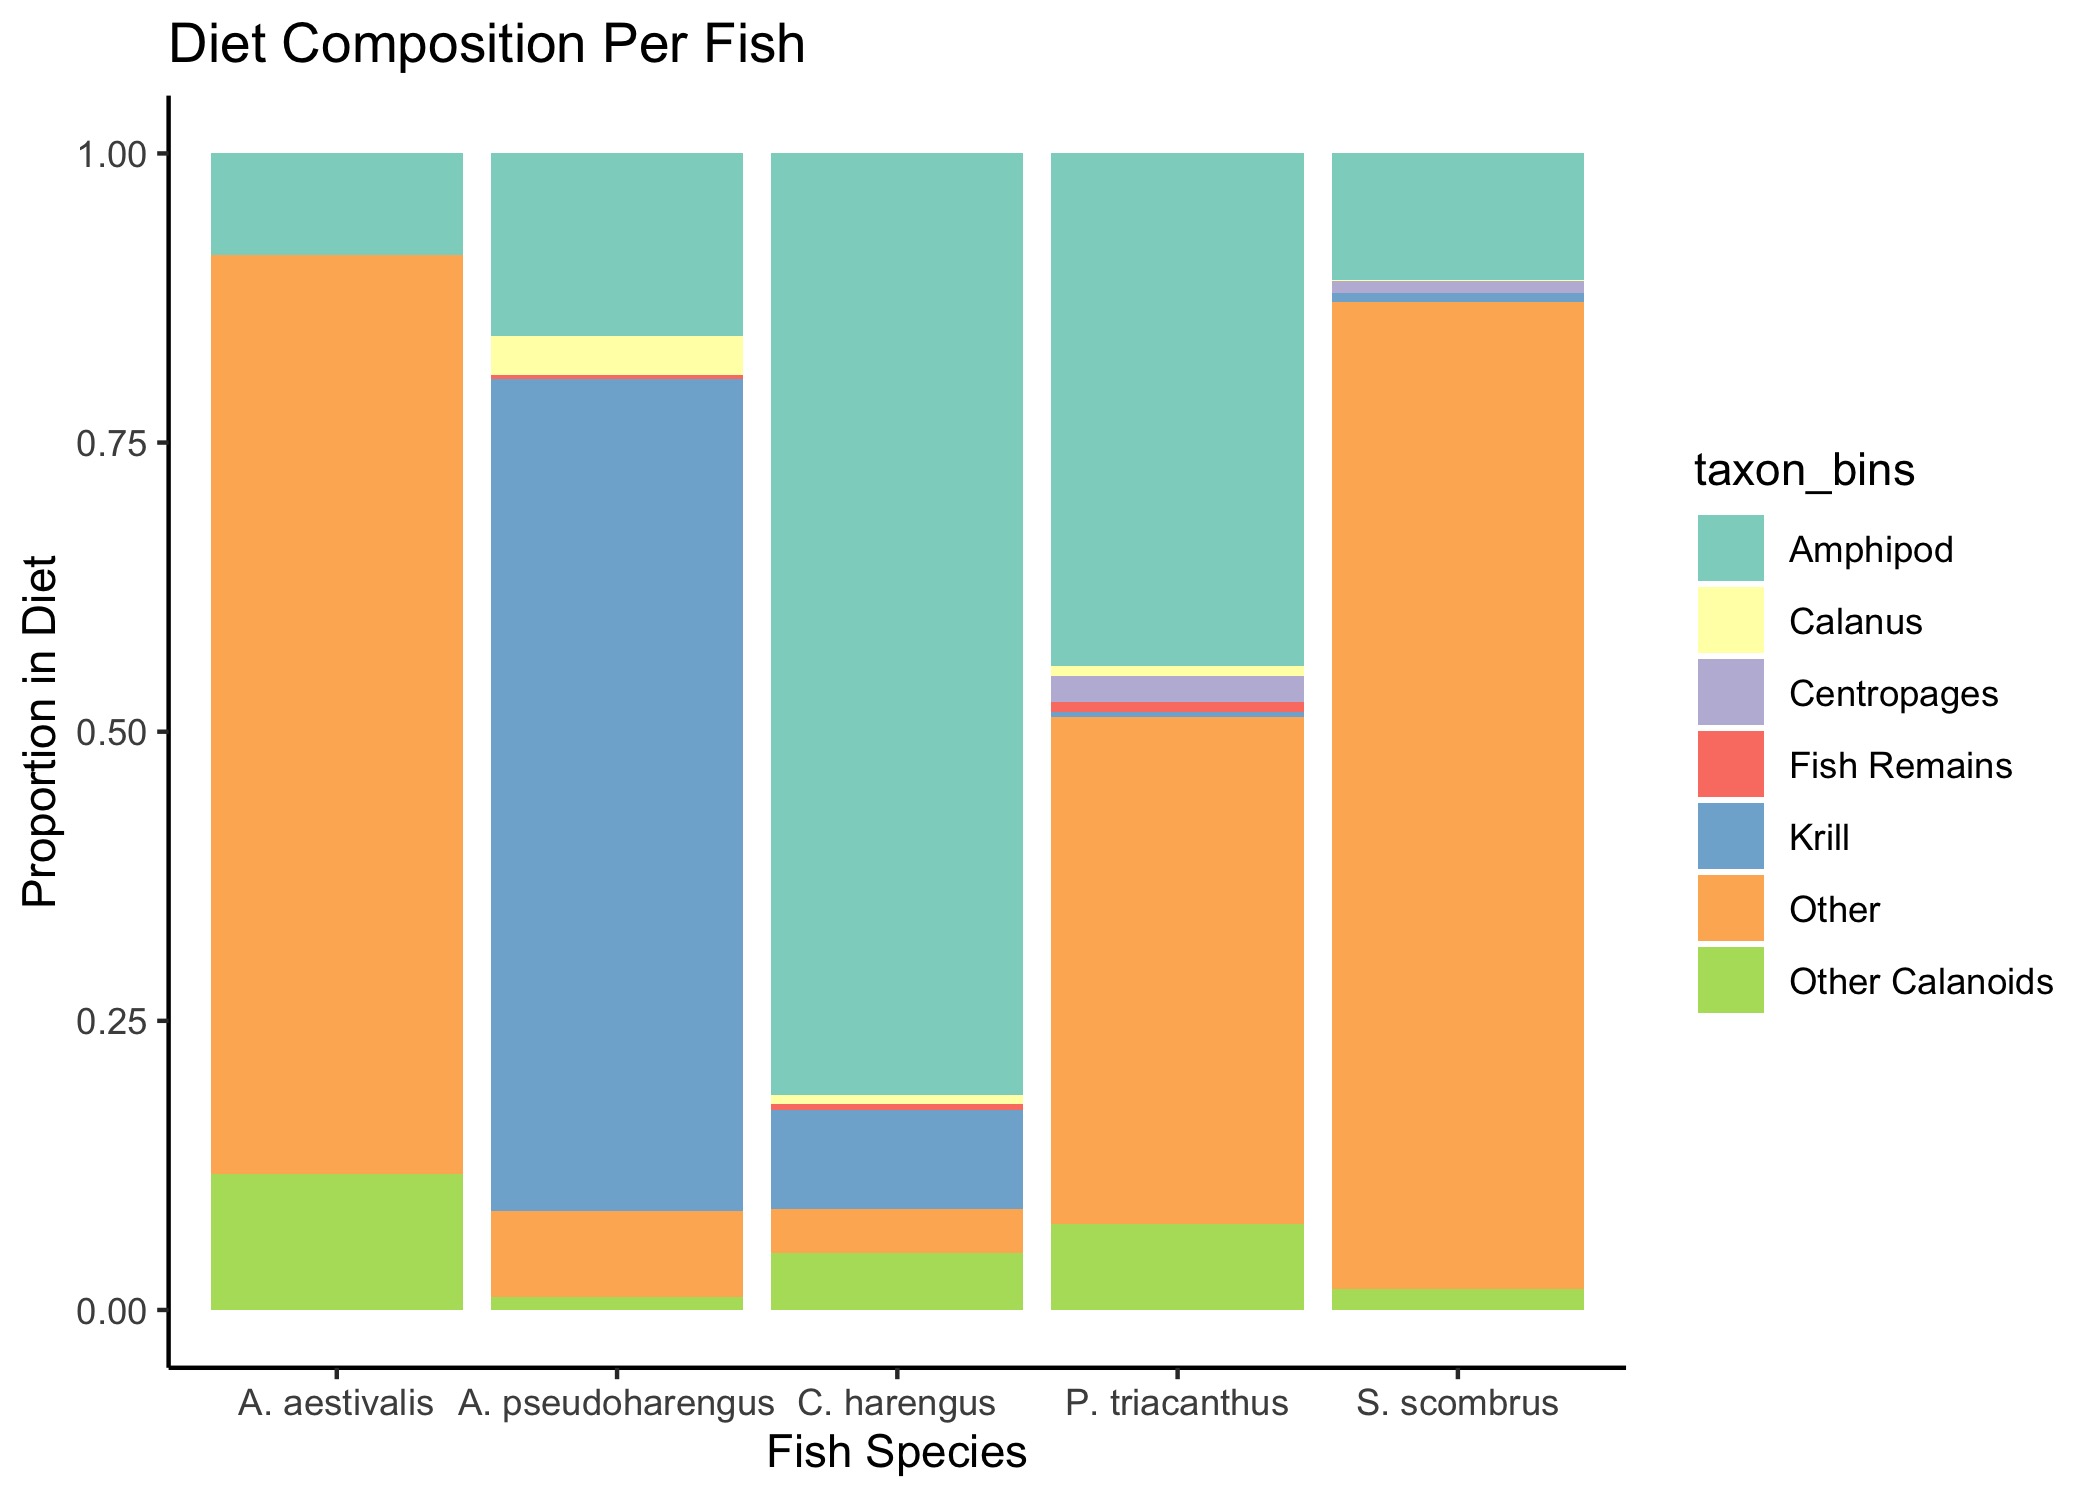 Diet Composition Per Fish
1.00
0.75
0.50
0.25
0.00
Proportion in Diet
A. aestivalis A. pseudoharengus C. harengus P. triacanthus S. scombrus
Fish Species
taxon_bins
Amphipod
Calanus
Centropages
Fish Remains
Krill
Other
Other Calanoids